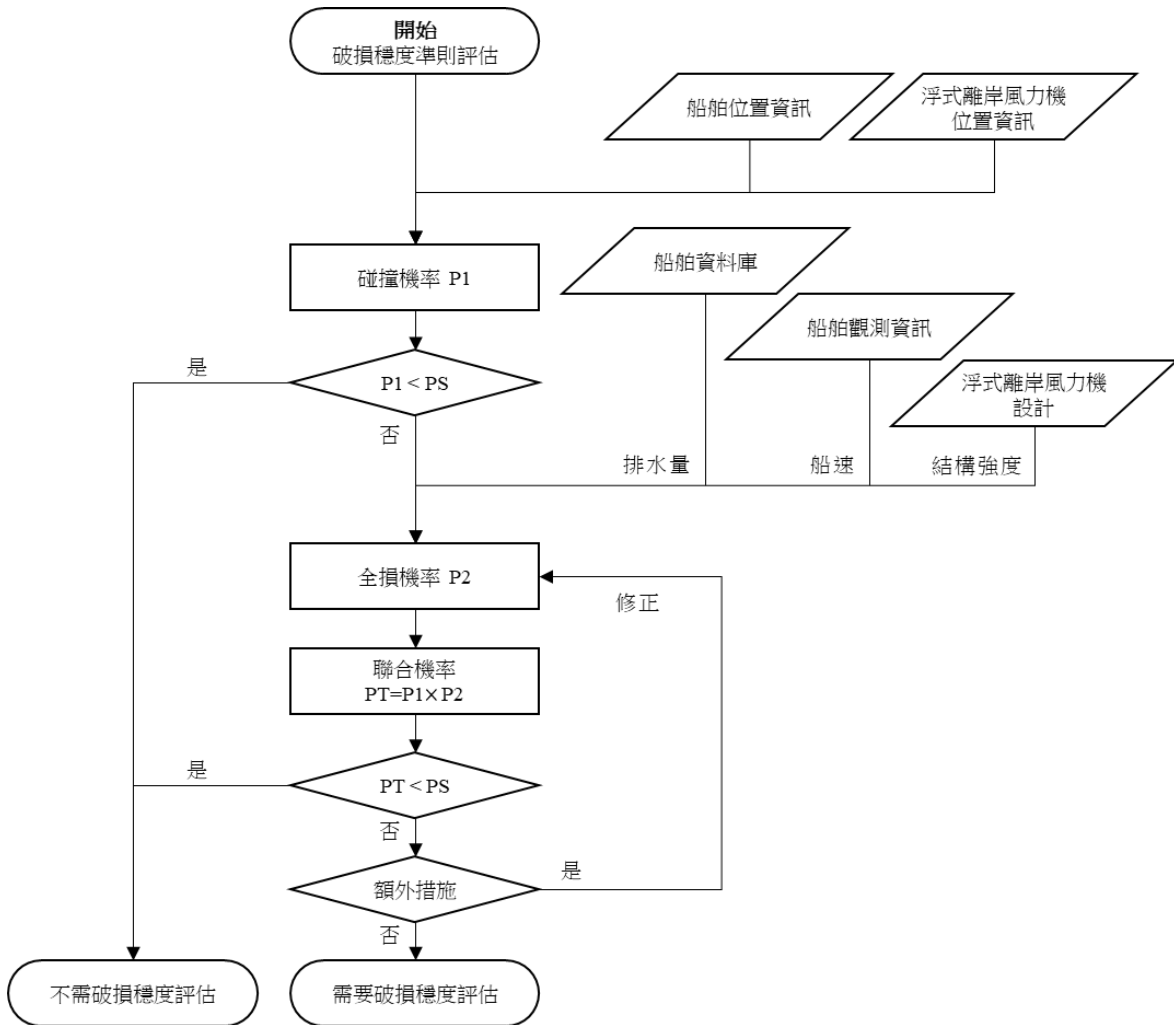 開始
破損穩度準則評估
船舶位置資訊
浮式離岸風力機
位置資訊
碰撞機率 P1
船舶資料庫
船舶觀測資訊
浮式離岸風力機
設計
是
P1 < PS
否
排水量
船速
結構強度
全損機率 P2
修正
聯合機率
PT=P1×P2
是
PT < PS
否
額外措施
是
否
不需破損穩度評估
需要破損穩度評估